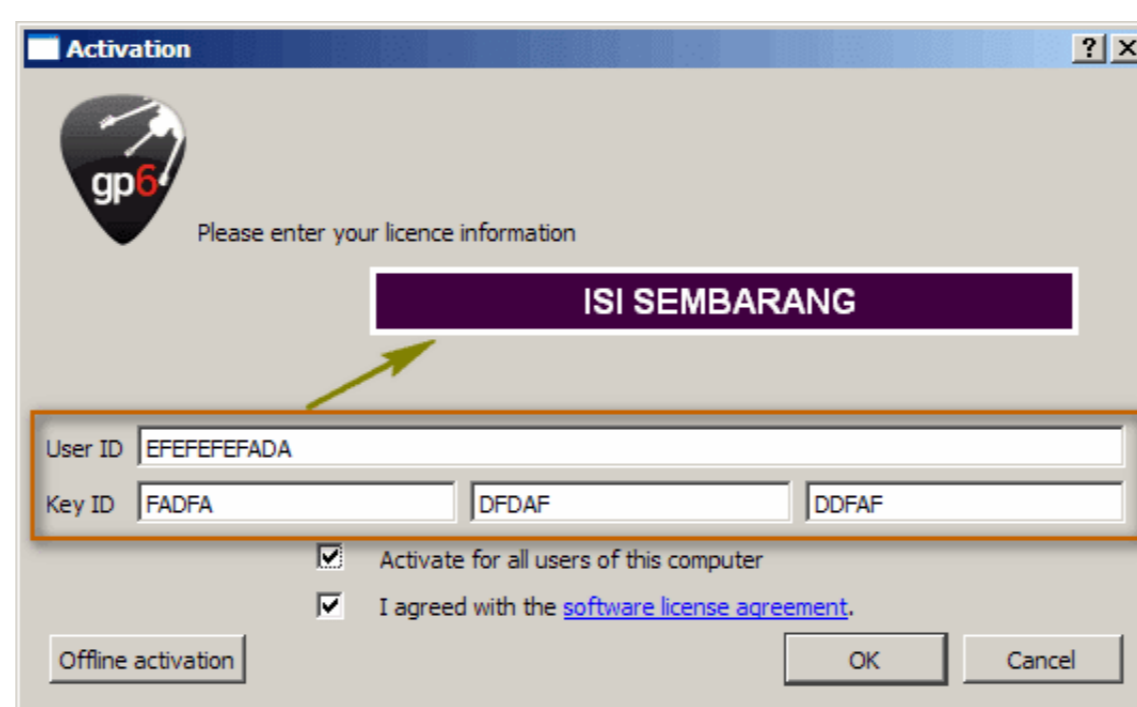 Activation
gp6
Please enter your licence information
ISI SEMBARANG
User ID EFEFEFEFADA
Key ID FADFA DFDAF DDFAF
Activate for all users of this computer
I agreed with the software license agreement.
Offline activation OK Cancel